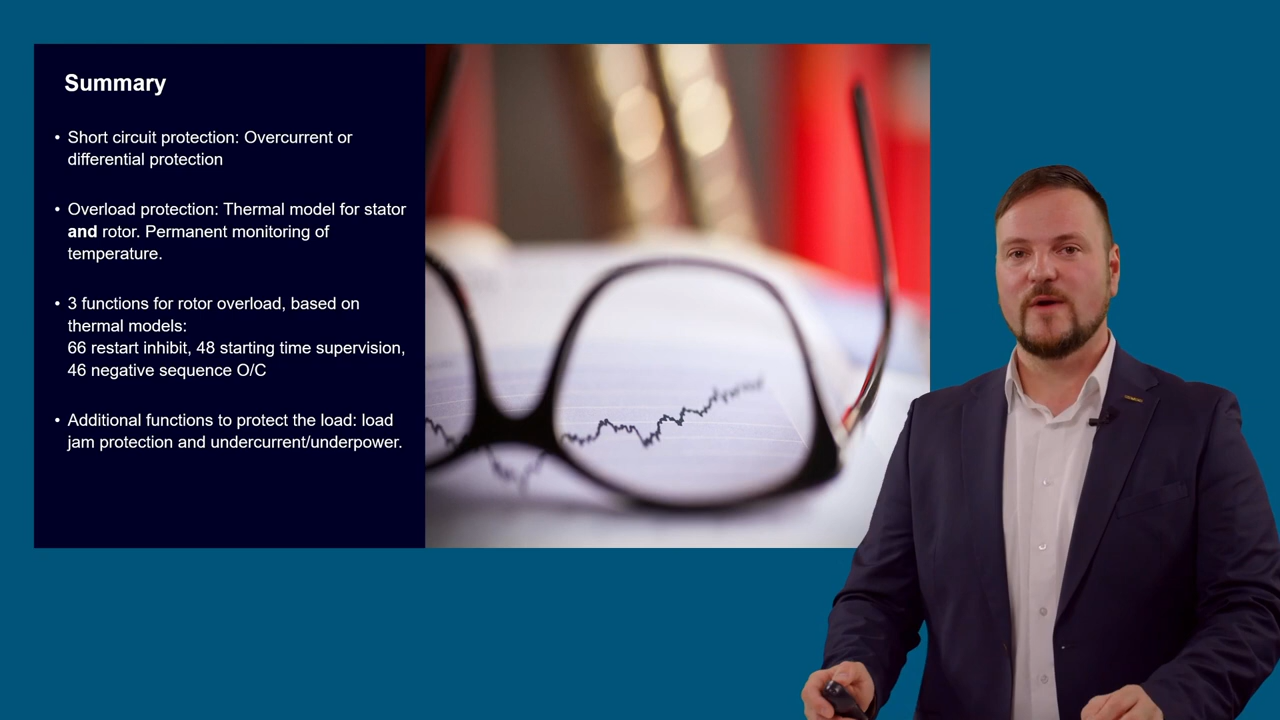 Summary
• Short circuit protection: Overcurrent or
differential protection
• Overload protection: Thermal model for stator
and rotor. Permanent monitoring of
temperature.
• 3 functions for rotor overload, based on
thermal models:
66 restart inhibit, 48 starting time supervision,
46 negative sequence O/C
• Additional functions to protect the load: load
jam protection and undercurrent/underpower.